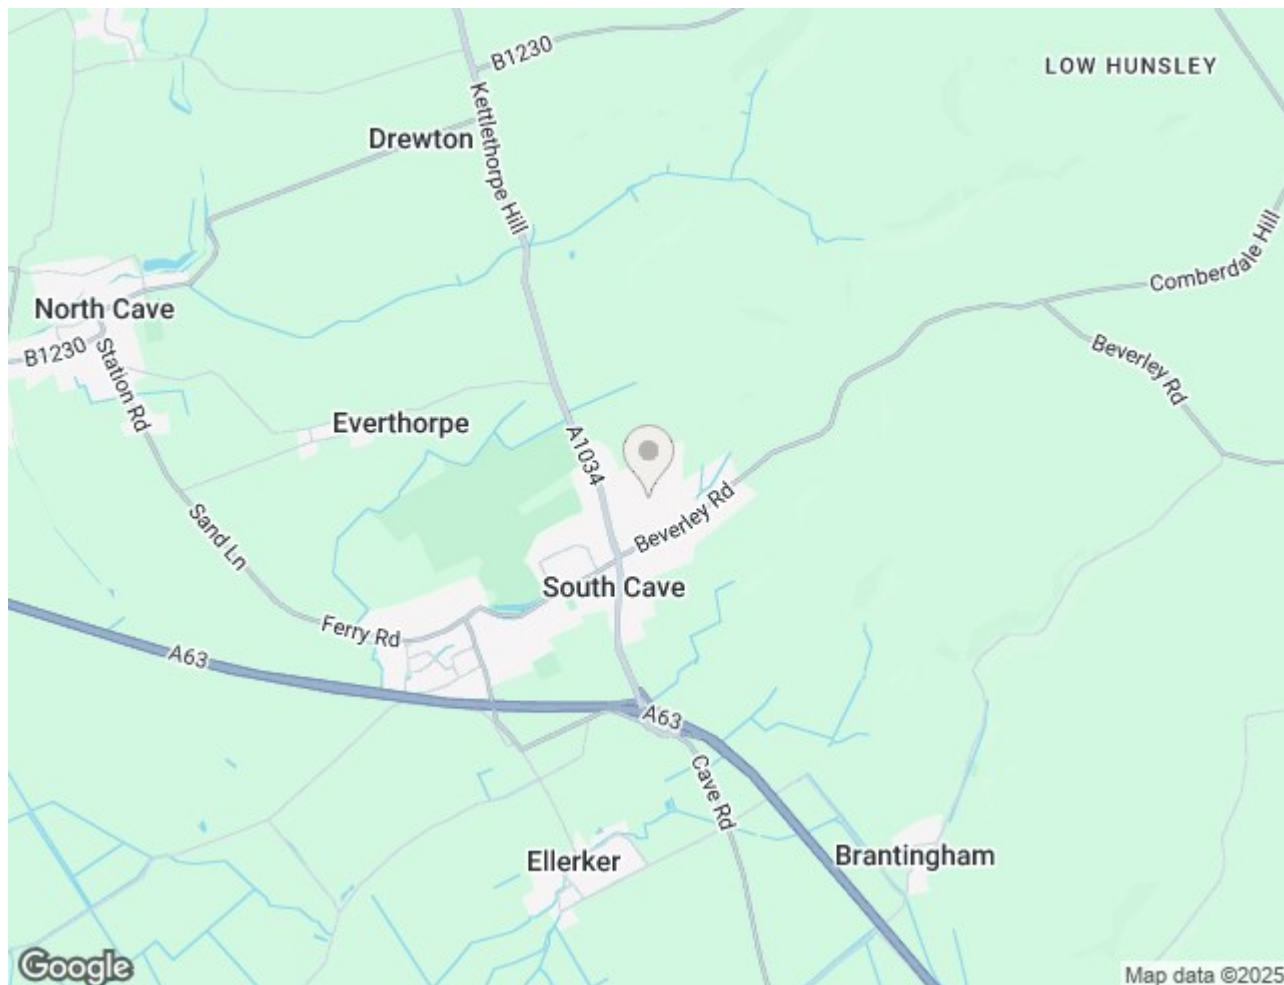 B1230
LOW HUNSLEY
Drewton
Kettlethorpe Hill
Comberdale Hill
North Cave
B1230
Station Rd
Beverley Rd
Everthorpe
A1034
Sand Ln
Beverley Rd
South Cave
Ferry Rd
A63
A63
Cave Rd
Ellerker
Brantingham
Google
Map data ©2025